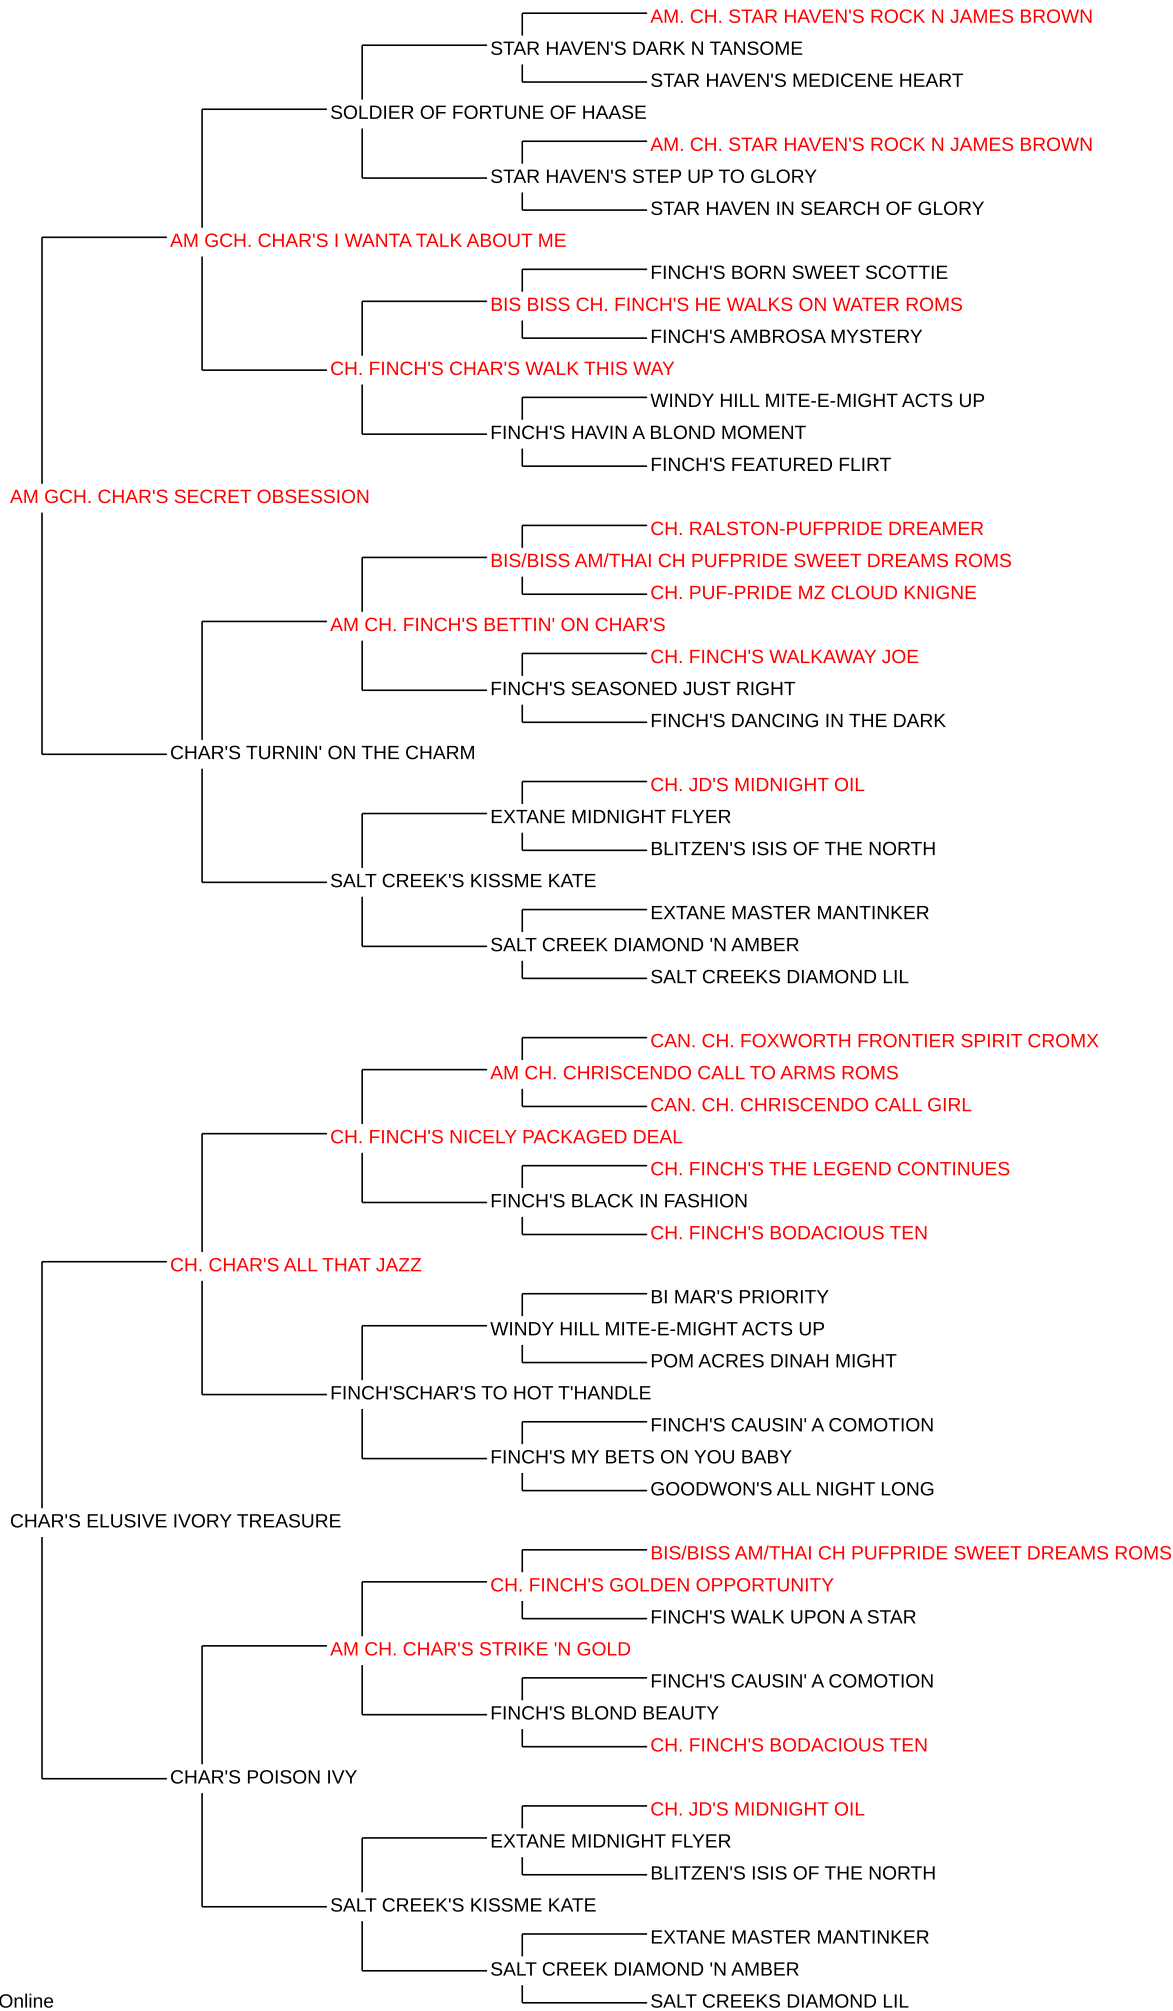 AM. CH. STAR HAVEN'S ROCK N JAMES BROWN
STAR HAVEN'S DARK N TANSOME
STAR HAVEN'S MEDICENE HEART
SOLDIER OF FORTUNE OF HAASE
AM. CH. STAR HAVEN'S ROCK N JAMES BROWN
STAR HAVEN'S STEP UP TO GLORY
STAR HAVEN IN SEARCH OF GLORY
AM GCH. CHAR'S I WANTA TALK ABOUT ME
FINCH'S BORN SWEET SCOTTIE
BIS BISS CH. FINCH'S HE WALKS ON WATER ROMS
FINCH'S AMBROSA MYSTERY
CH. FINCH'S CHAR'S WALK THIS WAY
WINDY HILL MITE-E-MIGHT ACTS UP
FINCH'S HAVIN A BLOND MOMENT
FINCH'S FEATURED FLIRT
AM GCH. CHAR'S SECRET OBSESSION
CH. RALSTON-PUFPRIDE DREAMER
BIS/BISS AM/THAI CH PUFPRIDE SWEET DREAMS ROMS
CH. PUF-PRIDE MZ CLOUD KNIGNE
AM CH. FINCH'S BETTIN' ON CHAR'S
CH. FINCH'S WALKAWAY JOE
FINCH'S SEASONED JUST RIGHT
FINCH'S DANCING IN THE DARK
CHAR'S TURNIN' ON THE CHARM
CH. JD'S MIDNIGHT OIL
EXTANE MIDNIGHT FLYER
BLITZEN'S ISIS OF THE NORTH
SALT CREEK'S KISSME KATE
EXTANE MASTER MANTINKER
SALT CREEK DIAMOND 'N AMBER
SALT CREEKS DIAMOND LIL
CAN. CH. FOXWORTH FRONTIER SPIRIT CROMX
AM CH. CHRISCENDO CALL TO ARMS ROMS
CAN. CH. CHRISCENDO CALL GIRL
CH. FINCH'S NICELY PACKAGED DEAL
CH. FINCH'S THE LEGEND CONTINUES
FINCH'S BLACK IN FASHION
CH. FINCH'S BODACIOUS TEN
CH. CHAR'S ALL THAT JAZZ
BI MAR'S PRIORITY
WINDY HILL MITE-E-MIGHT ACTS UP
POM ACRES DINAH MIGHT
FINCH'SCHAR'S TO HOT T'HANDLE
FINCH'S CAUSIN' A COMOTION
FINCH'S MY BETS ON YOU BABY
GOODWON'S ALL NIGHT LONG
CHAR'S ELUSIVE IVORY TREASURE
BIS/BISS AM/THAI CH PUFPRIDE SWEET DREAMS ROMS
CH. FINCH'S GOLDEN OPPORTUNITY
FINCH'S WALK UPON A STAR
AM CH. CHAR'S STRIKE 'N GOLD
FINCH'S CAUSIN' A COMOTION
FINCH'S BLOND BEAUTY
CH. FINCH'S BODACIOUS TEN
CHAR'S POISON IVY
CH. JD'S MIDNIGHT OIL
EXTANE MIDNIGHT FLYER
BLITZEN'S ISIS OF THE NORTH
SALT CREEK'S KISSME KATE
EXTANE MASTER MANTINKER
SALT CREEK DIAMOND 'N AMBER
SALT CREEKS DIAMOND LIL
Online